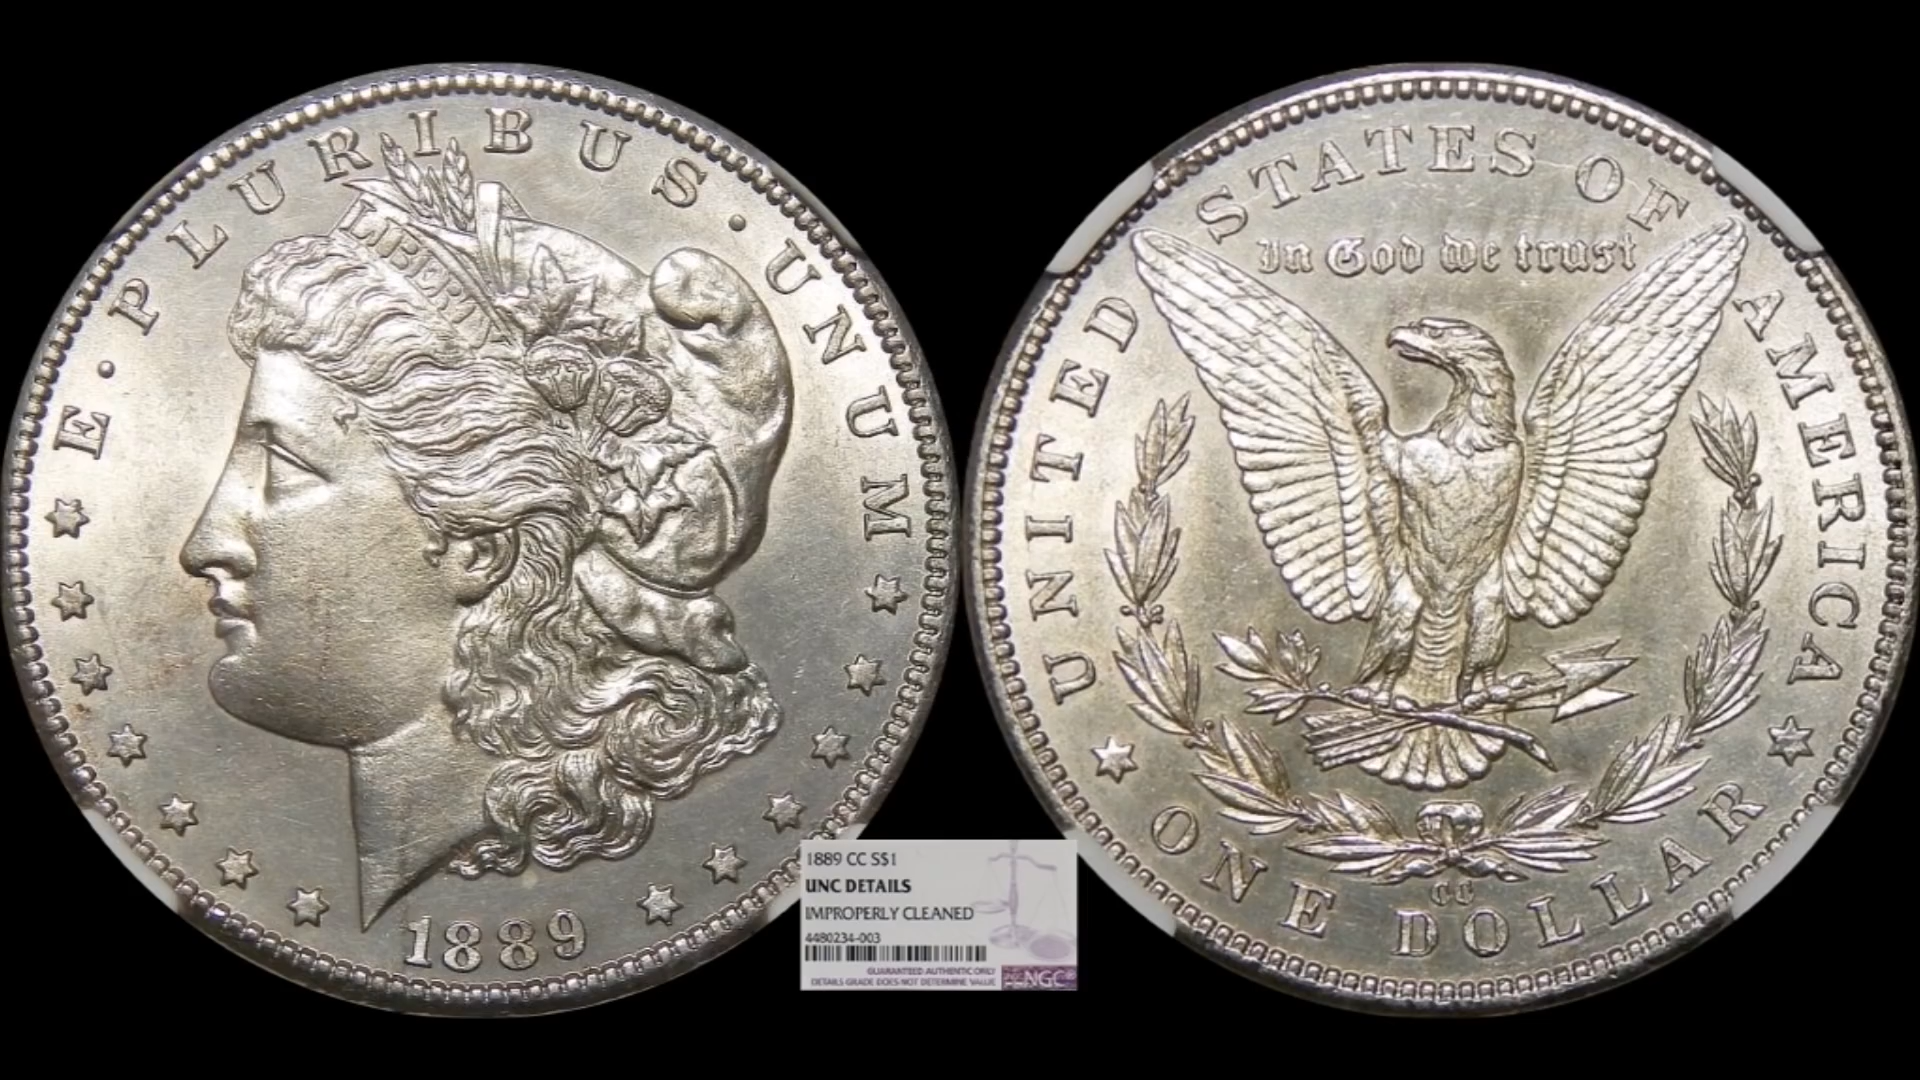 E · PLURIBUS · UNUM
LIBERTY
1889
UNITED STATES OF AMERICA
In God we trust
CC
ONE DOLLAR
1889 CC S$1
UNC DETAILS
IMPROPERLY CLEANED
4480234-003
GUARANTEED AUTHENTIC ONLY
DETAILS GRADE DOES NOT DETERMINE VALUE
NGC